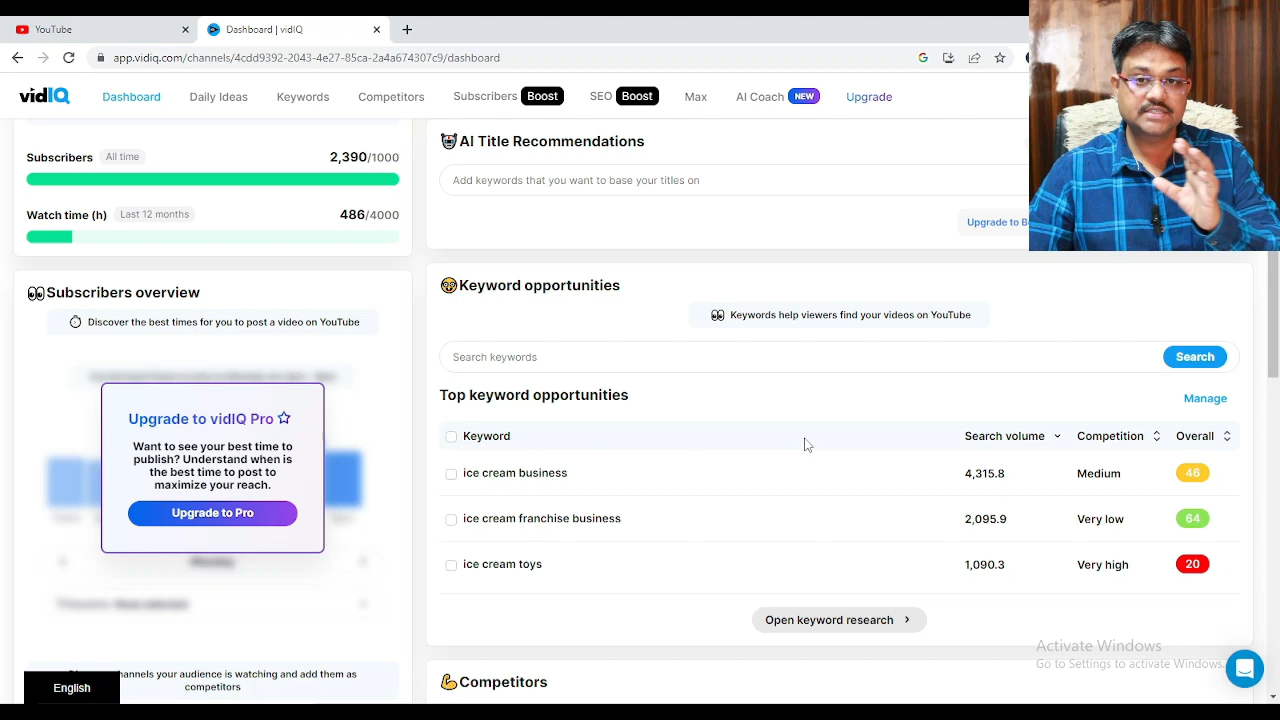 YouTube
Dashboard | vidIQ
app.vidiq.com/channels/4cdd9392-2043-4e27-85ca-2a4a674307c9/dashboard
vidIQ Dashboard Daily Ideas Keywords Competitors Subscribers Boost SEO Boost Max AI Coach NEW Upgrade
Subscribers All time 2,390/1000
Watch time (h) Last 12 months 486/4000
Subscribers overview
Discover the best times for you to post a video on YouTube
Upgrade to vidIQ Pro
Want to see your best time to
publish? Understand when is
the best time to post to
maximize your reach.
Upgrade to Pro
Monday
channels your audience is watching and add them as
competitors
English
AI Title Recommendations
Add keywords that you want to base your titles on
Upgrade to B
Keyword opportunities
Keywords help viewers find your videos on YouTube
Search keywords Search
Top keyword opportunities Manage
Keyword Search volume Competition Overall
ice cream business 4,315.8 Medium 46
ice cream franchise business 2,095.9 Very low 64
ice cream toys 1,090.3 Very high 20
Open keyword research
Activate Windows
Go to Settings to activate Windows.
Competitors